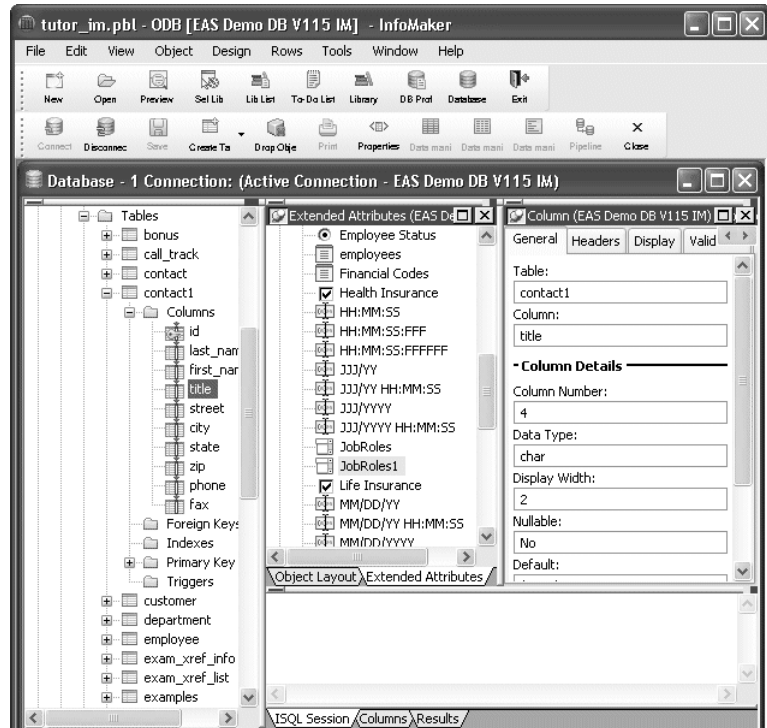 tutor_im.pbl - ODB [EAS Demo DB V115 IM] - InfoMaker
File Edit View Object Design Rows Tools Window Help
New Open Preview Sel Lib Lib List To-Do List Library DB Prof Database Exit
Connect Disconnec Save Create Ta Drop Obje Print Properties Data mani Data mani Data mani Pipeline Close
Database - 1 Connection: (Active Connection - EAS Demo DB V115 IM)
Tables
bonus
call_track
contact
contact1
Columns
id
last_nam
first_nar
title
street
city
state
zip
phone
fax
Foreign Keys
Indexes
Primary Key
Triggers
customer
department
employee
exam_xref_info
exam_xref_list
examples
Extended Attributes (EAS De
Employee Status
employees
Financial Codes
Health Insurance
HH:MM:SS
HH:MM:SS:FFF
HH:MM:SS:FFFFFF
JJJ/YY
JJJ/YY HH:MM:SS
JJJ/YYYY
JJJ/YYYY HH:MM:SS
JobRoles
JobRoles1
Life Insurance
MM/DD/YY
MM/DD/YY HH:MM:SS
MM/DD/YYYY
Object Layout Extended Attributes
Column (EAS Demo DB V115 IM)
General Headers Display Valid
Table:
contact1
Column:
title
Column Details
Column Number:
4
Data Type:
char
Display Width:
2
Nullable:
No
Default:
ISQL Session Columns Results